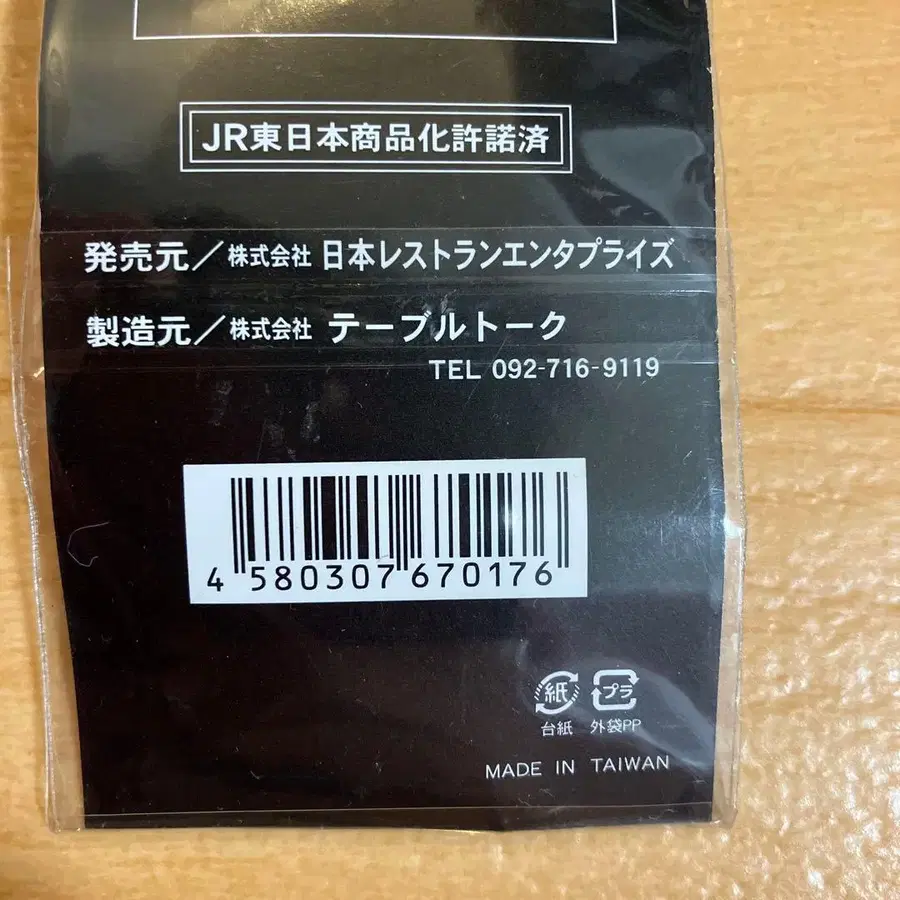 JR東日本商品化許諾済
発売元／株式会社 日本レストランエンタプライズ
製造元／株式会社 テーブルトーク
TEL 092-716-9119
4 580307 670176
紙 プラ
台紙 外袋PP
MADE IN TAIWAN